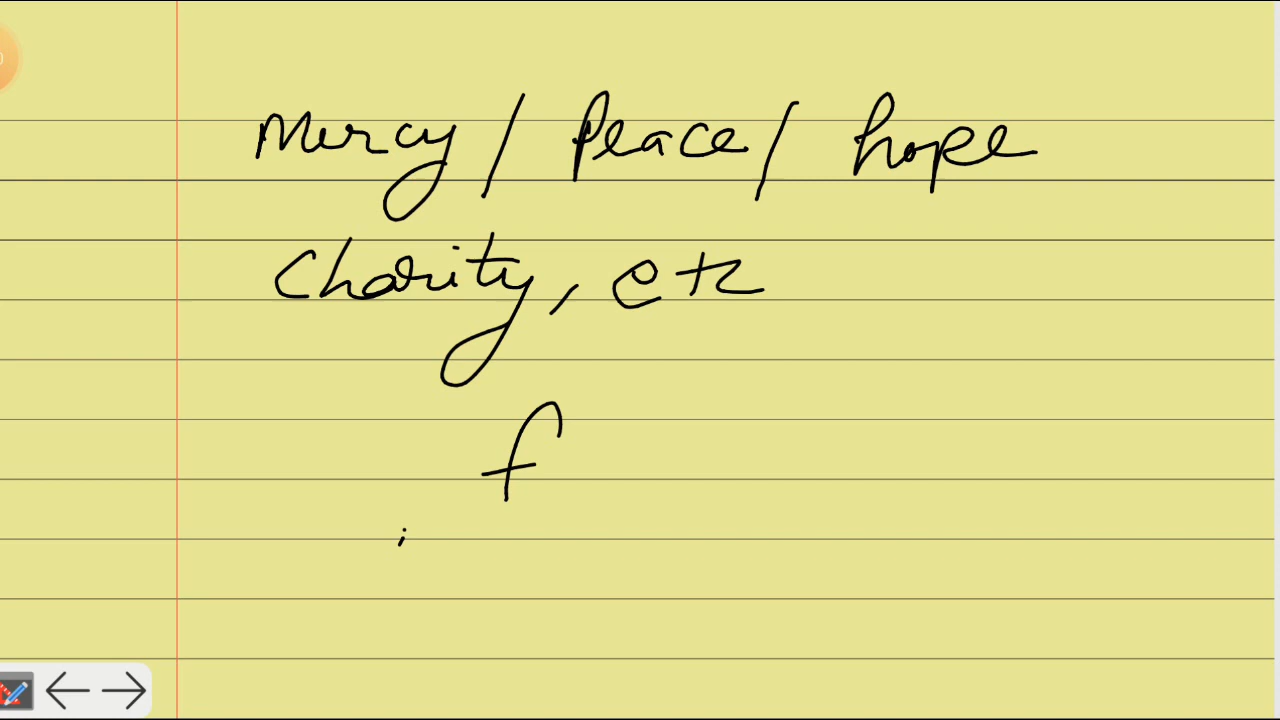 Mercy / Peace / hope
Charity, etc
f